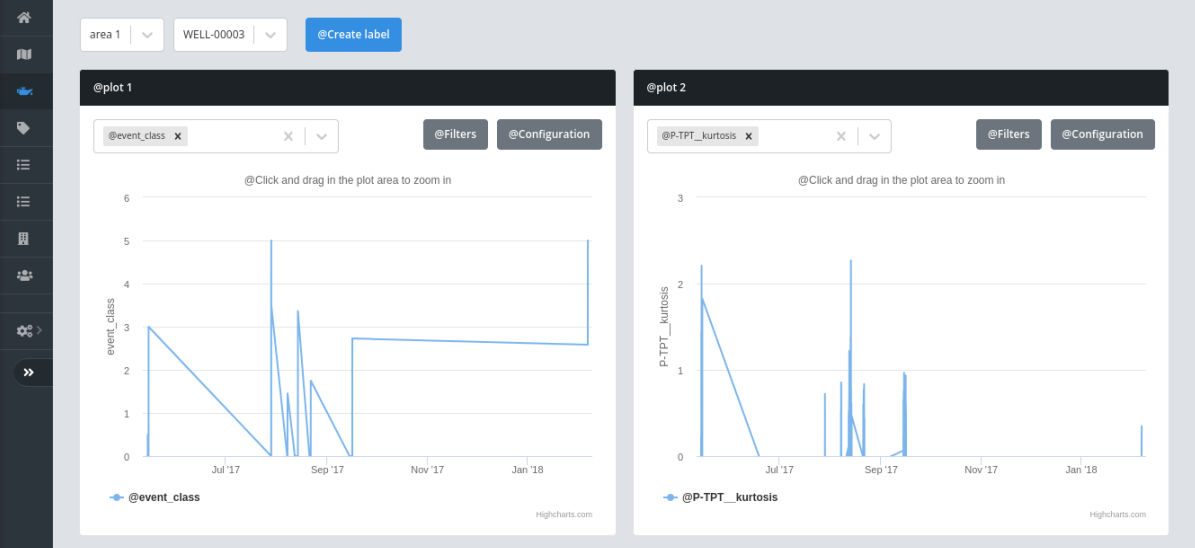 area 1 WELL-00003 @Create label
@plot 1
@event_class
@Filters @Configuration
@Click and drag in the plot area to zoom in
6
5
4
3
2
1
0
event_class
Jul '17 Sep '17 Nov '17 Jan '18
@event_class
Highcharts.com
@plot 2
@P-TPT__kurtosis
@Filters @Configuration
@Click and drag in the plot area to zoom in
3
2
1
0
P-TPT__kurtosis
Jul '17 Sep '17 Nov '17 Jan '18
@P-TPT__kurtosis
Highcharts.com